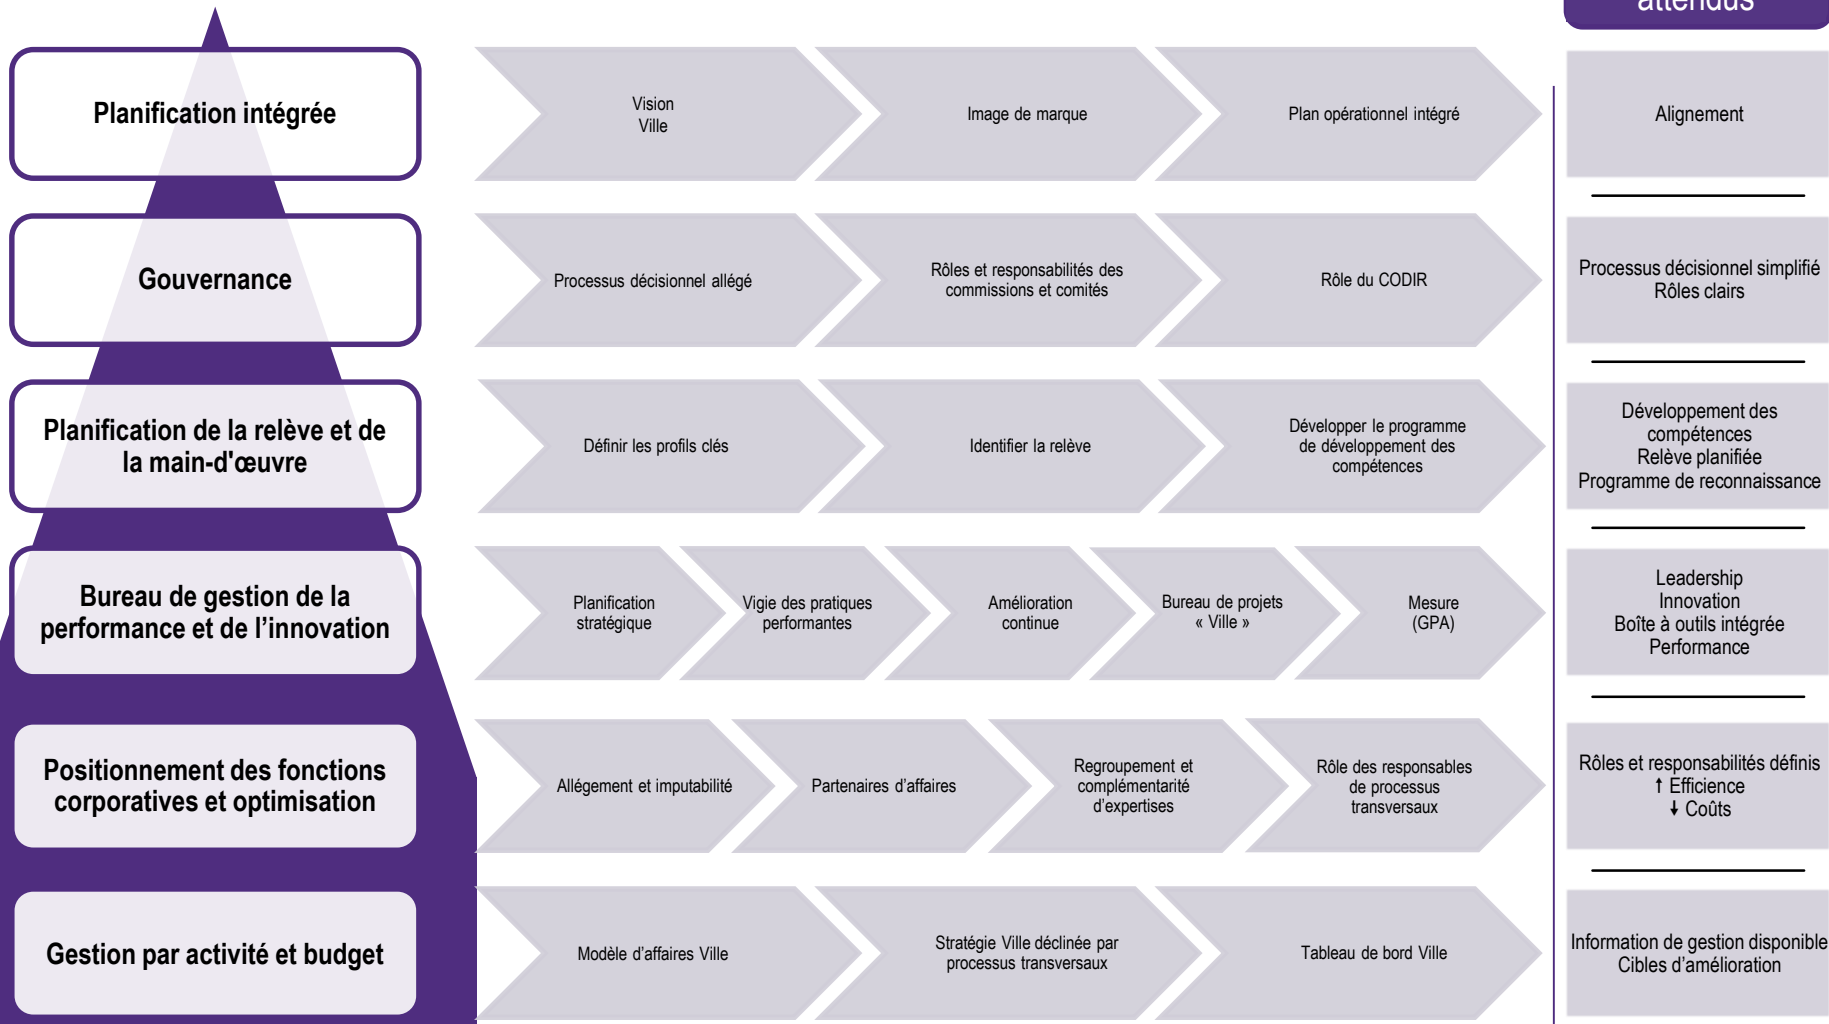 attendus
Planification intégrée
Vision
Ville
Image de marque
Plan opérationnel intégré
Alignement
Gouvernance
Processus décisionnel allégé
Rôles et responsabilités des
commissions et comités
Rôle du CODIR
Processus décisionnel simplifié
Rôles clairs
Planification de la relève et de
la main-d'œuvre
Définir les profils clés
Identifier la relève
Développer le programme
de développement des
compétences
Développement des
compétences
Relève planifiée
Programme de reconnaissance
Bureau de gestion de la
performance et de l’innovation
Planification
stratégique
Vigie des pratiques
performantes
Amélioration
continue
Bureau de projets
« Ville »
Mesure
(GPA)
Leadership
Innovation
Boîte à outils intégrée
Performance
Positionnement des fonctions
corporatives et optimisation
Allégement et imputabilité
Partenaires d’affaires
Regroupement et
complémentarité
d’expertises
Rôle des responsables
de processus
transversaux
Rôles et responsabilités définis
↑ Efficience
↓ Coûts
Gestion par activité et budget
Modèle d’affaires Ville
Stratégie Ville déclinée par
processus transversaux
Tableau de bord Ville
Information de gestion disponible
Cibles d’amélioration